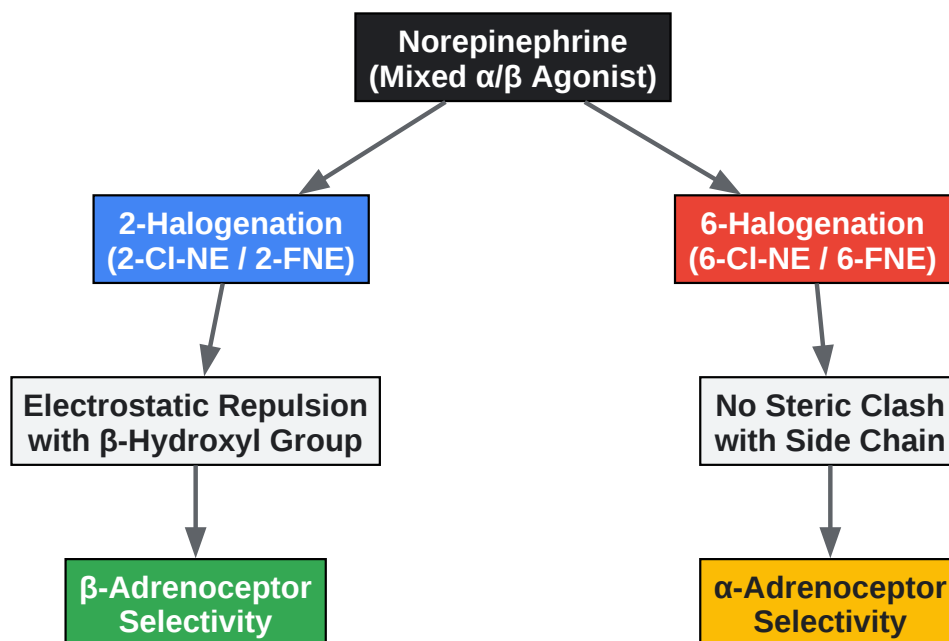 Norepinephrine
(Mixed α/β Agonist)
2-Halogenation
(2-Cl-NE / 2-FNE)
6-Halogenation
(6-Cl-NE / 6-FNE)
Electrostatic Repulsion
with β-Hydroxyl Group
No Steric Clash
with Side Chain
β-Adrenoceptor
Selectivity
α-Adrenoceptor
Selectivity